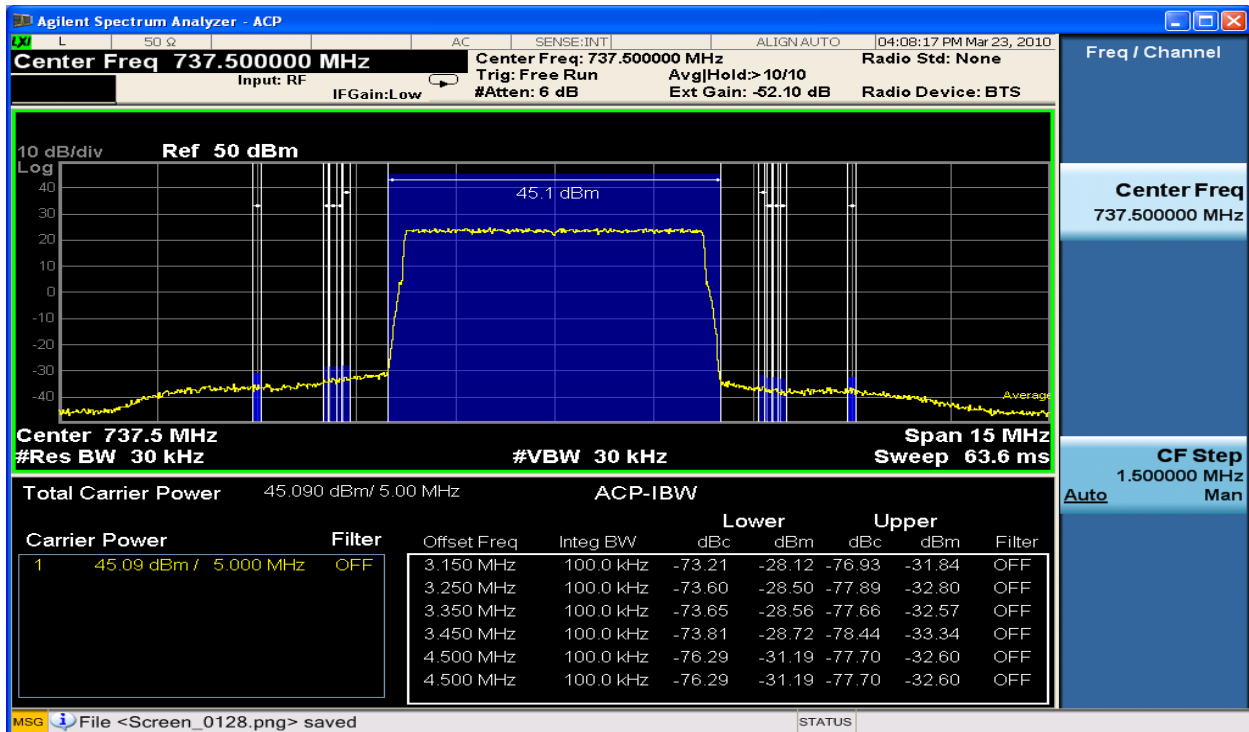 Agilent Spectrum Analyzer - ACP
LXI L 50 Ω AC SENSE:INT ALIGN AUTO 04:08:17 PM Mar 23, 2010
Center Freq 737.500000 MHz
Input: RF
IFGain:Low
Center Freq: 737.500000 MHz
Trig: Free Run Avg|Hold:>10/10
#Atten: 6 dB Ext Gain: -52.10 dB
Radio Std: None
Radio Device: BTS
10 dB/div Ref 50 dBm
Log
40
30
20
10
0
-10
-20
-30
-40
45.1 dBm
Average
Center 737.5 MHz Span 15 MHz
#Res BW 30 kHz #VBW 30 kHz Sweep 63.6 ms
Total Carrier Power 45.090 dBm/ 5.00 MHz ACP-IBW
Lower Upper
Carrier Power Filter Offset Freq Integ BW dBc dBm dBc dBm Filter
1 45.09 dBm / 5.000 MHz OFF 3.150 MHz 100.0 kHz -73.21 -28.12 -76.93 -31.84 OFF
3.250 MHz 100.0 kHz -73.60 -28.50 -77.89 -32.80 OFF
3.350 MHz 100.0 kHz -73.65 -28.56 -77.66 -32.57 OFF
3.450 MHz 100.0 kHz -73.81 -28.72 -78.44 -33.34 OFF
4.500 MHz 100.0 kHz -76.29 -31.19 -77.70 -32.60 OFF
4.500 MHz 100.0 kHz -76.29 -31.19 -77.70 -32.60 OFF
MSG File <Screen_0128.png> saved STATUS
Freq / Channel
Center Freq
737.500000 MHz
CF Step
1.500000 MHz
Auto Man